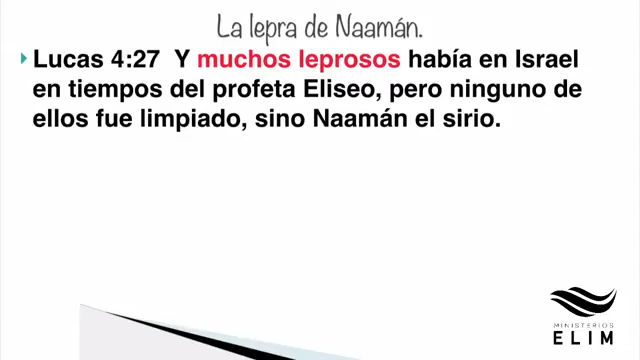 La lepra de Naamán.
Lucas 4:27 Y muchos leprosos había en Israel
en tiempos del profeta Eliseo, pero ninguno de
ellos fue limpiado, sino Naamán el sirio.
MINISTERIOS
ELIM